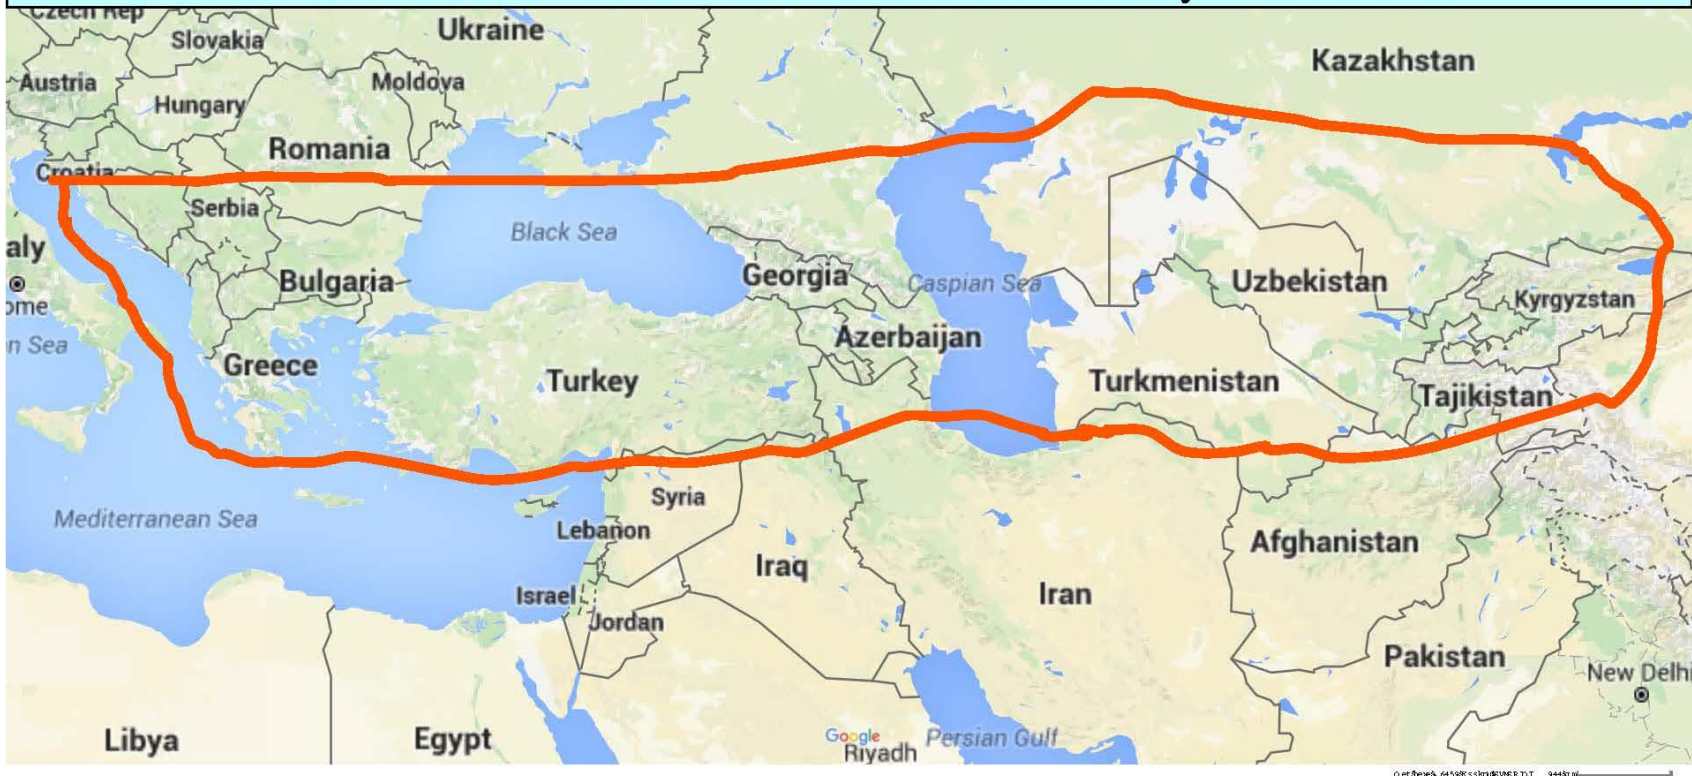 Czech Rep
Slovakia
Ukraine
Kazakhstan
Austria
Moldova
Hungary
Romania
Croatia
Serbia
aly
Black Sea
Bulgaria
Georgia
Caspian Sea
Uzbekistan
Kyrgyzstan
ome
n Sea
Azerbaijan
Greece
Turkey
Turkmenistan
Tajikistan
Syria
Mediterranean Sea
Lebanon
Afghanistan
Iraq
Israel
Iran
Jordan
Pakistan
New Delhi
Libya
Egypt
Google
Riyadh
Persian Gulf